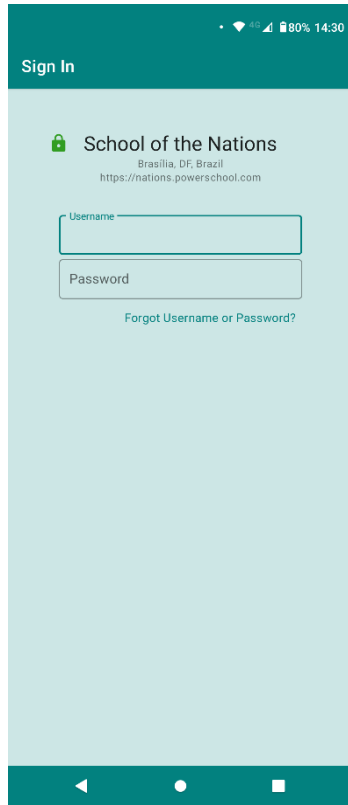 4G 80% 14:30
Sign In
School of the Nations
Brasília, DF, Brazil
https://nations.powerschool.com
Username
Password
Forgot Username or Password?